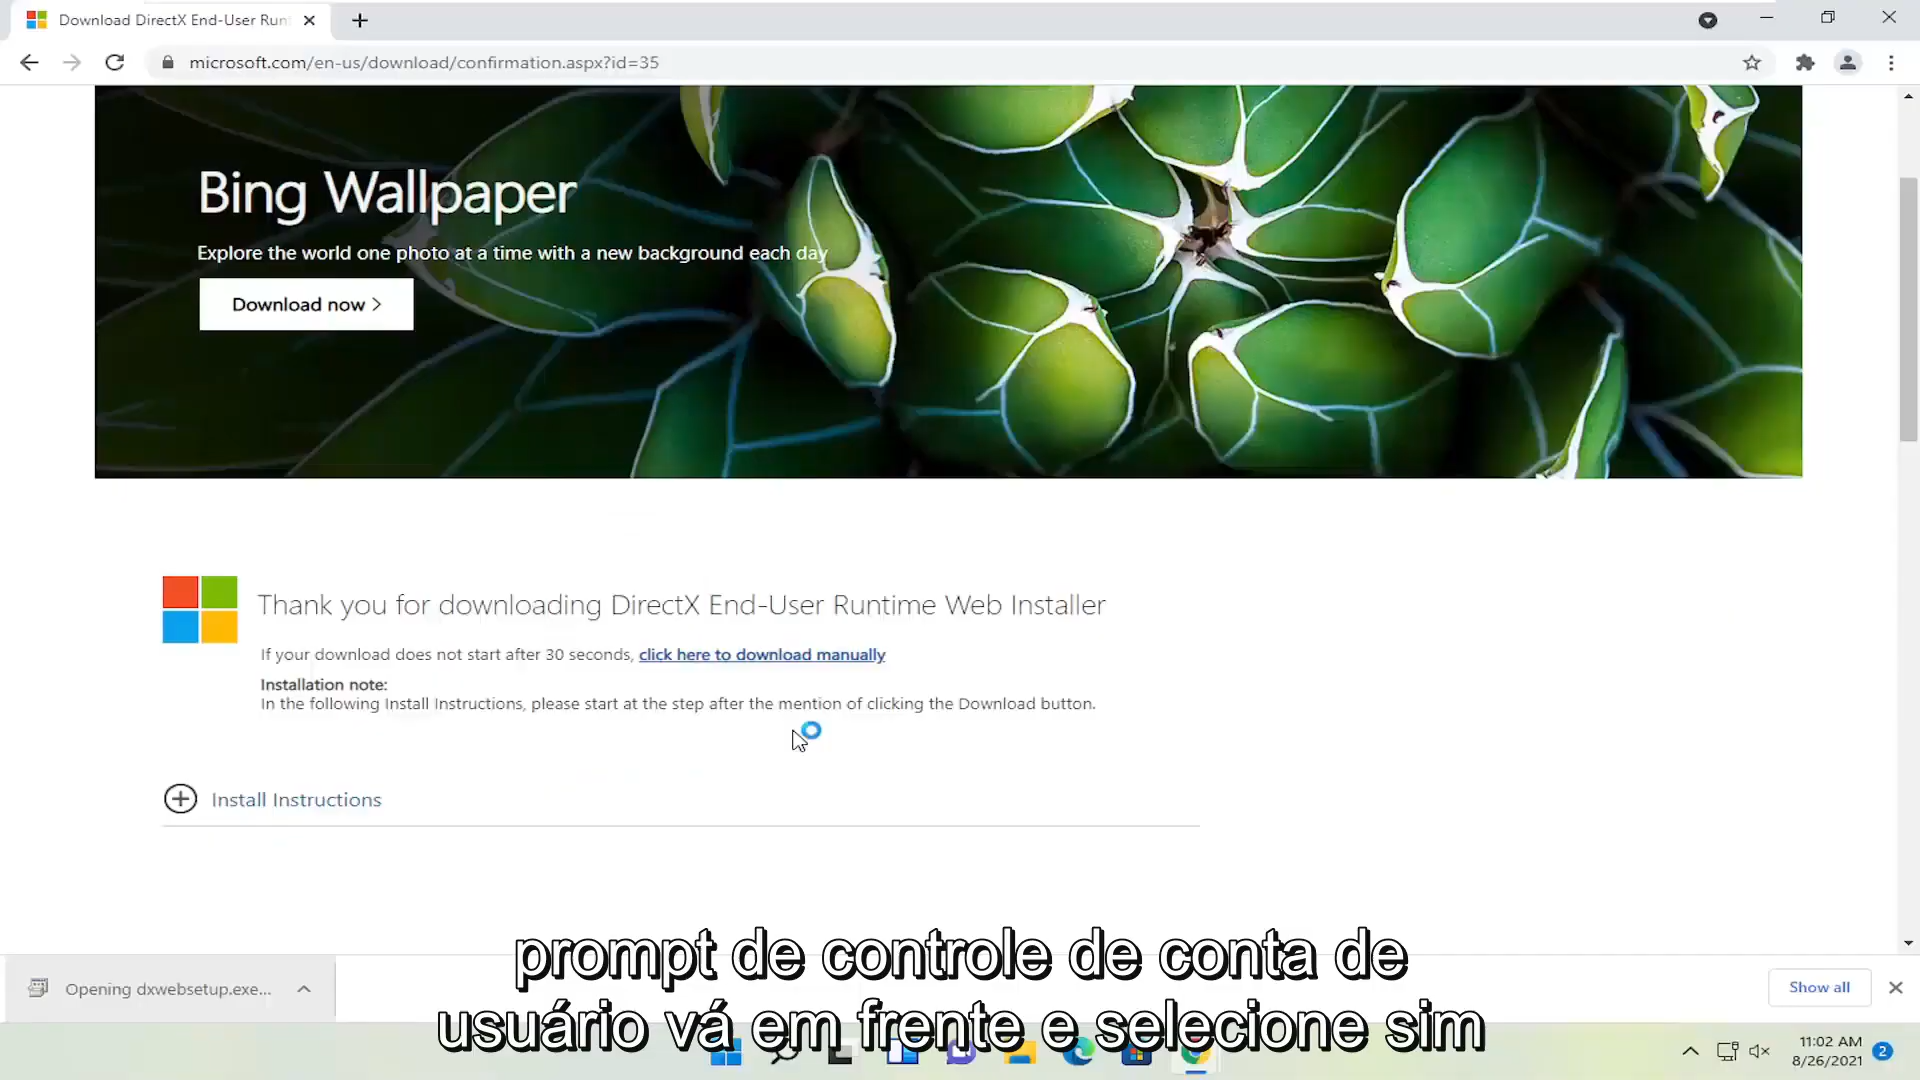 Download DirectX End-User Run
microsoft.com/en-us/download/confirmation.aspx?id=35
Bing Wallpaper
Explore the world one photo at a time with a new background each day
Download now >
Thank you for downloading DirectX End-User Runtime Web Installer
If your download does not start after 30 seconds, click here to download manually
Installation note:
In the following Install Instructions, please start at the step after the mention of clicking the Download button.
Install Instructions
Opening dxwebsetup.exe...
Show all
prompt de controle de conta de
usuário vá em frente e selecione sim
11:02 AM
8/26/2021
2